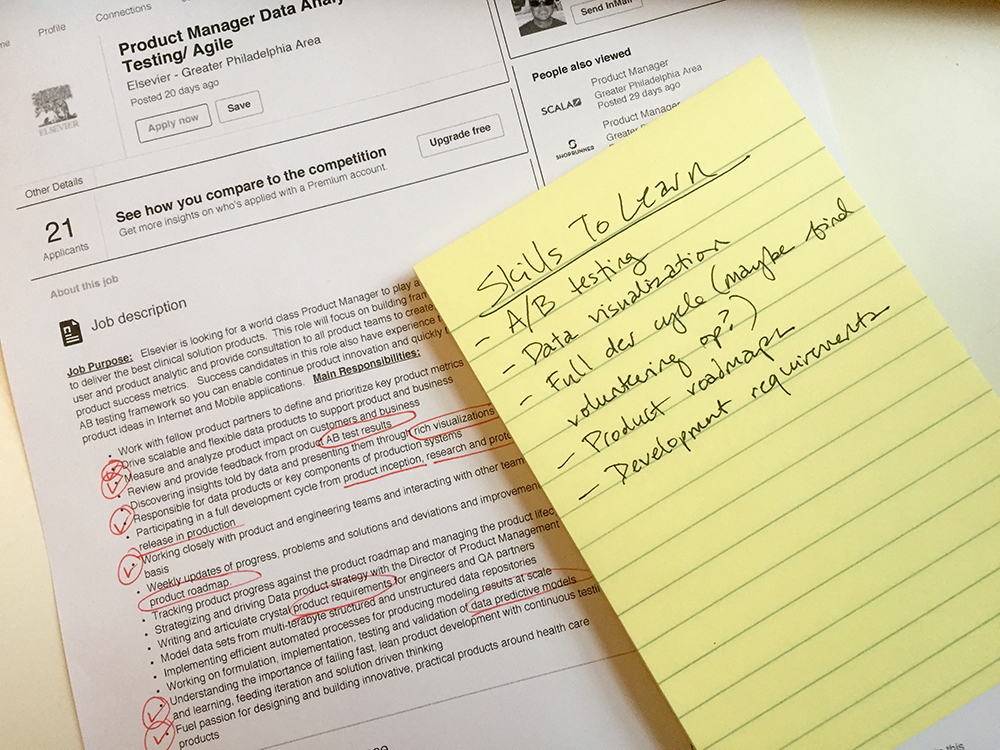 Profile
Connections
Product Manager Data Analy
Testing/ Agile
Elsevier - Greater Philadelphia Area
Posted 20 days ago
Apply now
Save
ELSEVIER
Send InMail
People also viewed
Product Manager
Greater Philadelphia Area
Posted 29 days ago
SCALA
Product Manager
Greater
SHOPRUNNER
Other Details
21
Applicants
See how you compare to the competition
Get more insights on who's applied with a Premium account.
Upgrade free
About this job
Job description
Job Purpose: Elsevier is looking for a world class Product Manager to play a
to deliver the best clinical solution products. This role will focus on building fram
user and product analytic and provide consultation to all product teams to create
product success metrics. Success candidates in this role also have experience
AB testing framework so you can enable continue product innovation and quickly
product ideas in Internet and Mobile applications. Main Responsibilities:
• Work with fellow product partners to define and prioritize key product metrics
• Drive scalable and flexible data products to support product and business
• Measure and analyze product impact on customers and business
• Review and provide feedback from product AB test results
• Discovering insights told by data and presenting them through rich visualizations
• Responsible for data products or key components of production systems
• Participating in a full development cycle from product inception, research and proto
release in production
• Working closely with product and engineering teams and interacting with other team
basis
• Weekly updates of progress, problems and solutions and deviations and improvement
product roadmap.
• Tracking product progress against the product roadmap and managing the product lifec
• Strategizing and driving Data product strategy with the Director of Product Management
• Writing and articulate crystal product requirements for engineers and QA partners
• Model data sets from multi-terabyte structured and unstructured data repositories
• Implementing efficient automated processes for producing modeling results at scale
• Working on formulation, implementation, testing and validation of data predictive models
• Understanding the importance of failing fast, lean product development with continuous testi
and learning, feeding iteration and solution driven thinking
• Fuel passion for designing and building innovative, practical products around health care
products
Skills To Learn
- A/B testing
- Data visualization
- Full dev cycle (maybe find
volunteering op?)
- Product roadmaps
- Development requirements